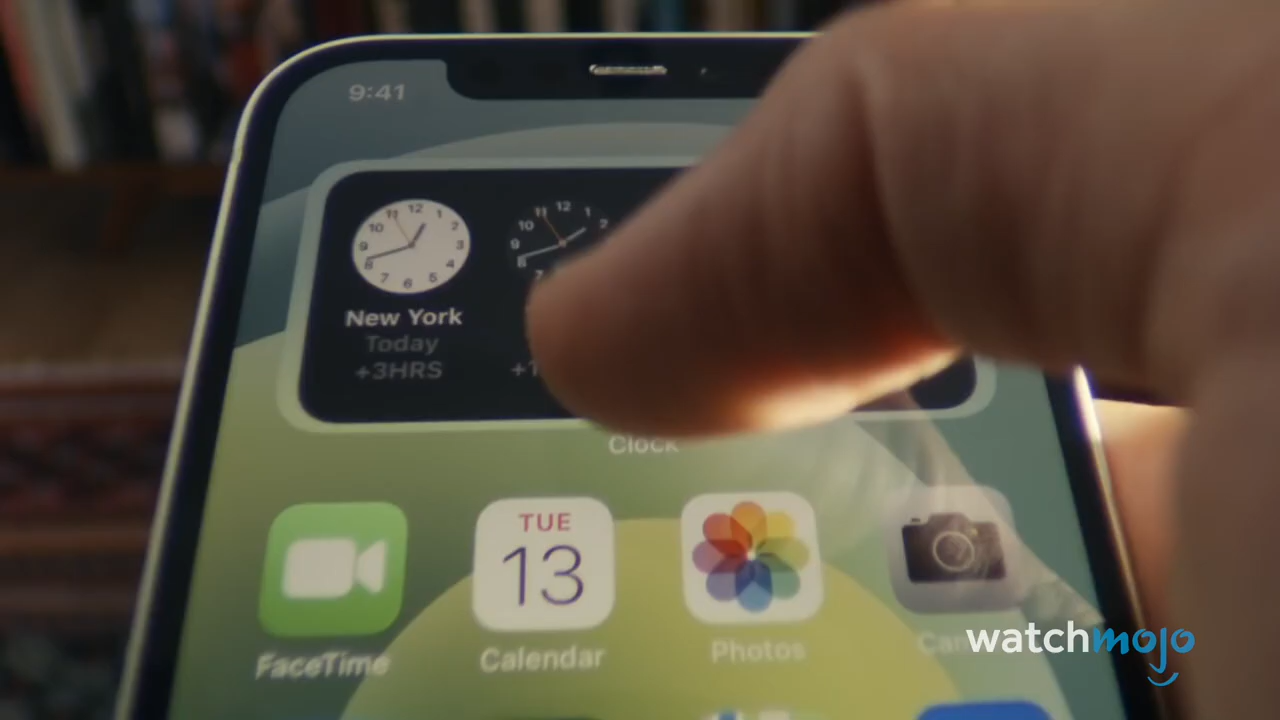 9:41
New York
Today
+3HRS
Clock
TUE
13
FaceTime
Calendar
Photos
watchmojo